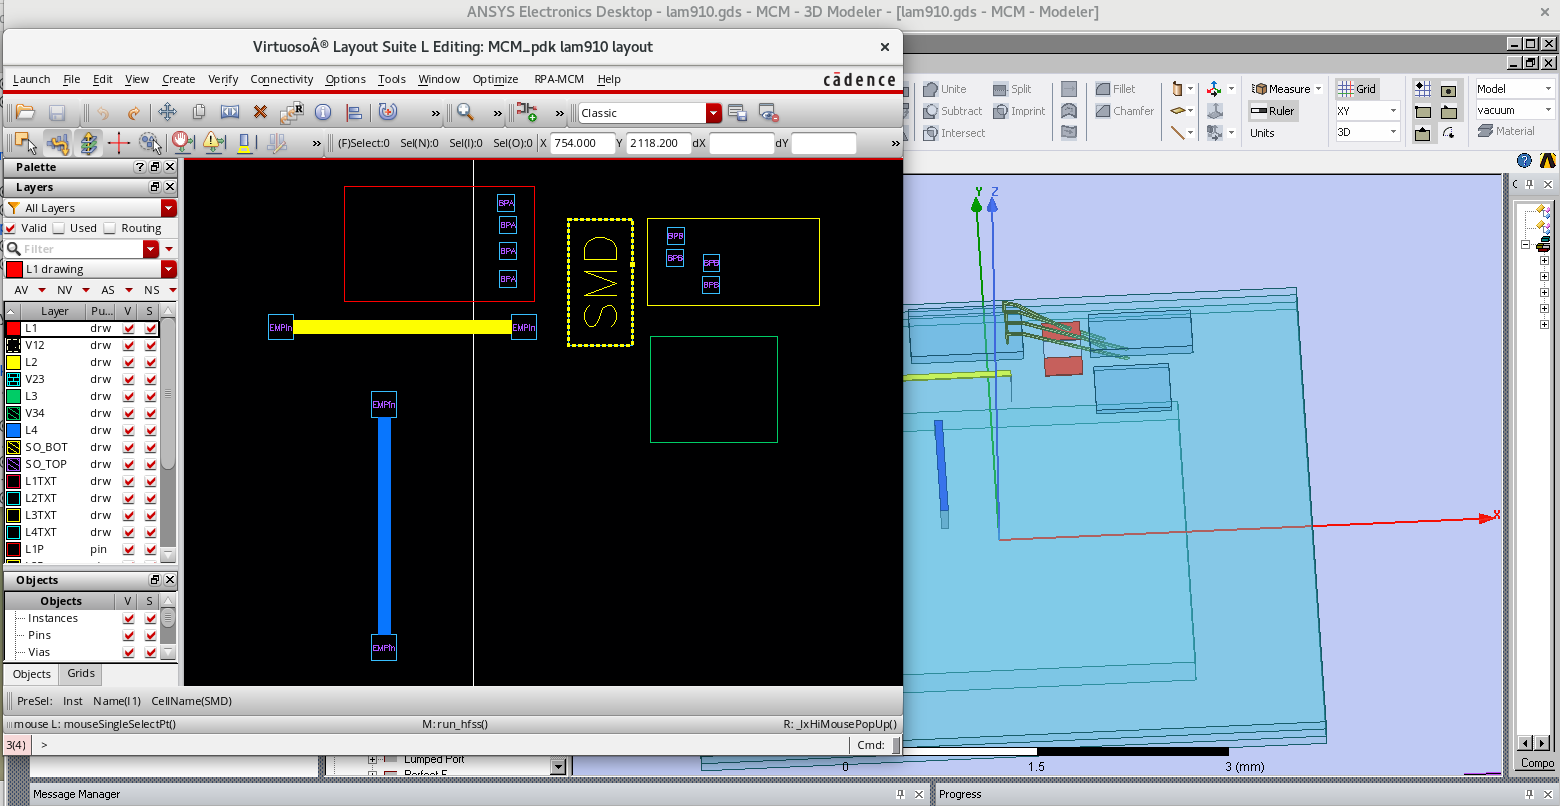 ANSYS Electronics Desktop - lam910.gds - MCM - 3D Modeler - [lam910.gds - MCM - Modeler]
VirtuosoÂ® Layout Suite L Editing: MCM_pdk lam910 layout
Launch File Edit View Create Verify Connectivity Options Tools Window Optimize RPA-MCM Help
cādence
Classic
(F)Select:0 Sel(N):0 Sel(I):0 Sel(O):0 X 754.000 Y 2118.200 dX dY
Unite Split Fillet Measure Grid Model
Subtract Imprint Chamfer Ruler XY vacuum
Intersect Units 3D Material
Palette
Layers
All Layers
Valid Used Routing
Filter
L1 drawing
AV NV AS NS
Layer Pu... V S
L1 drw
V12 drw
L2 drw
V23 drw
L3 drw
V34 drw
L4 drw
SO_BOT drw
SO_TOP drw
L1TXT drw
L2TXT drw
L3TXT drw
L4TXT drw
L1P pin
Objects
Objects V S
Instances
Pins
Vias
Objects Grids
BPA
BPA
BPA
BPA
SMD
BPB
BPB
BPB
BPB
EMPin
EMPin
EMPin
EMPin
Y Z
X
PreSel: Inst Name(I1) CellName(SMD)
mouse L: mouseSingleSelectPt() M: run_hfss() R: _lxHiMousePopUp()
3(4) > Cmd:
Lumped Port
Perfect E
0 1.5 3 (mm)
Compo
Message Manager
Progress